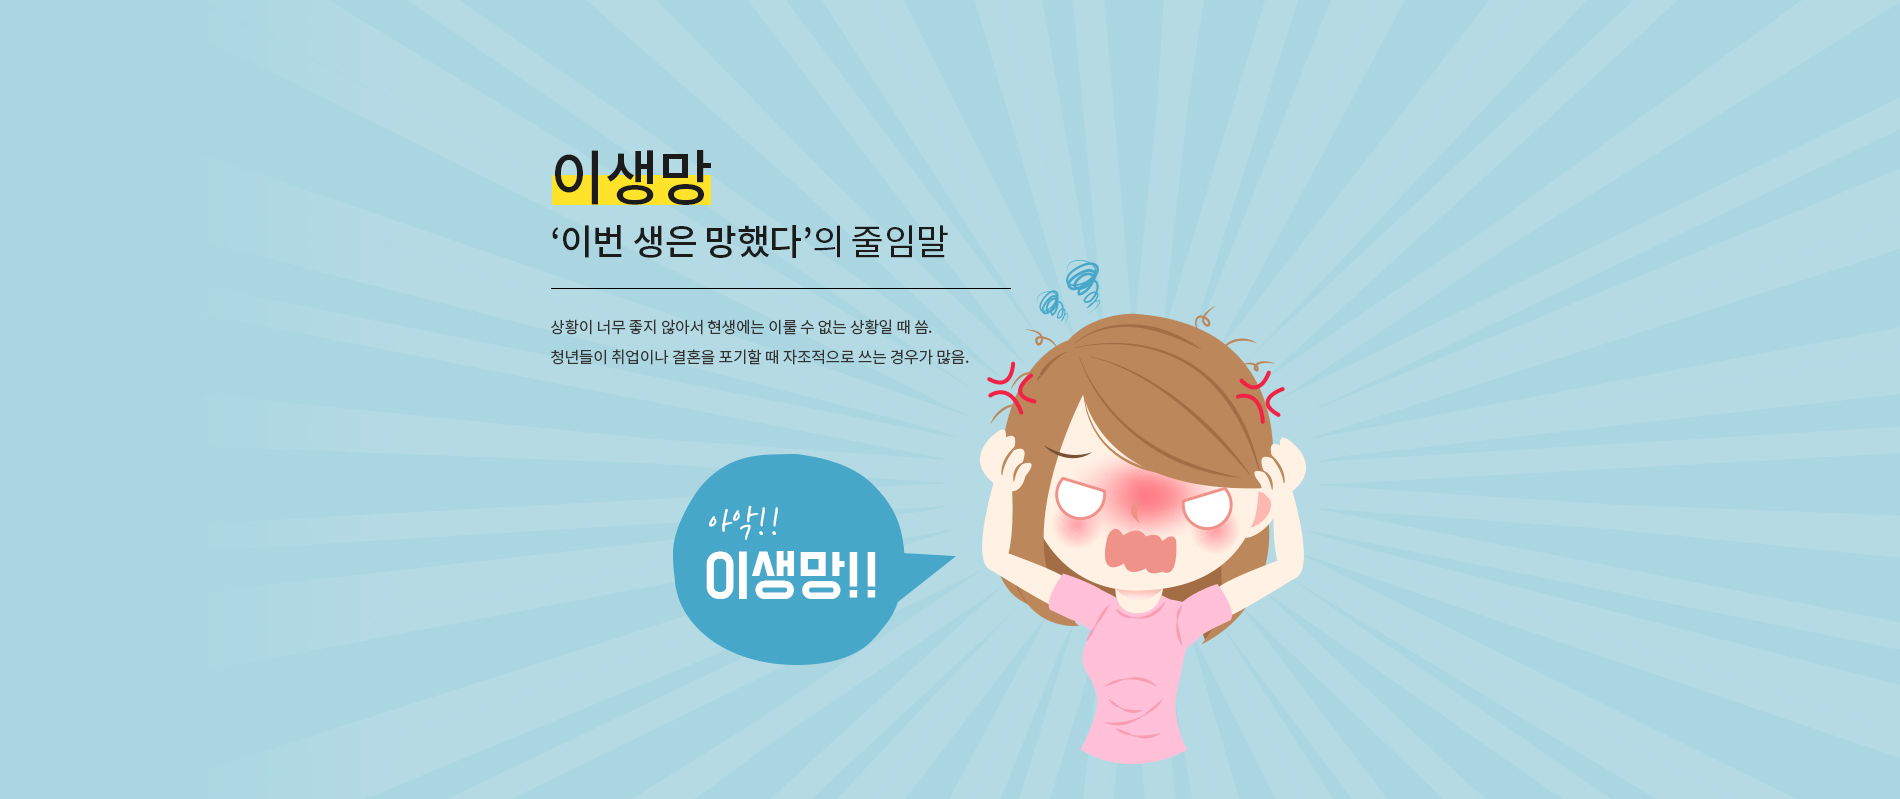 이생망
‘이번 생은 망했다’의 줄임말
상황이 너무 좋지 않아서 현생에는 이룰 수 없는 상황일 때 씀.
청년들이 취업이나 결혼을 포기할 때 자조적으로 쓰는 경우가 많음.
아악!!
이생망!!